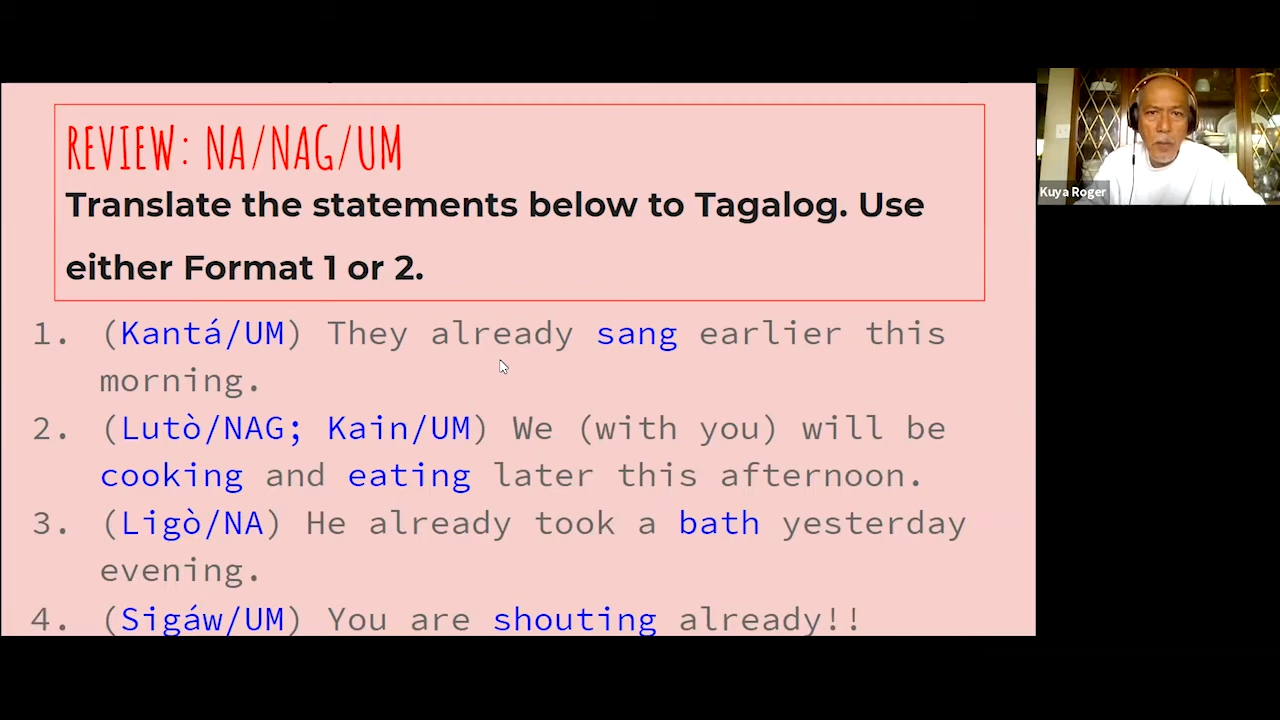 REVIEW: NA/NAG/UM
Translate the statements below to Tagalog. Use
either Format 1 or 2.
1. (Kantá/UM) They already sang earlier this
morning.
2. (Lutò/NAG; Kain/UM) We (with you) will be
cooking and eating later this afternoon.
3. (Ligò/NA) He already took a bath yesterday
evening.
4. (Sigáw/UM) You are shouting already!!
Kuya Roger